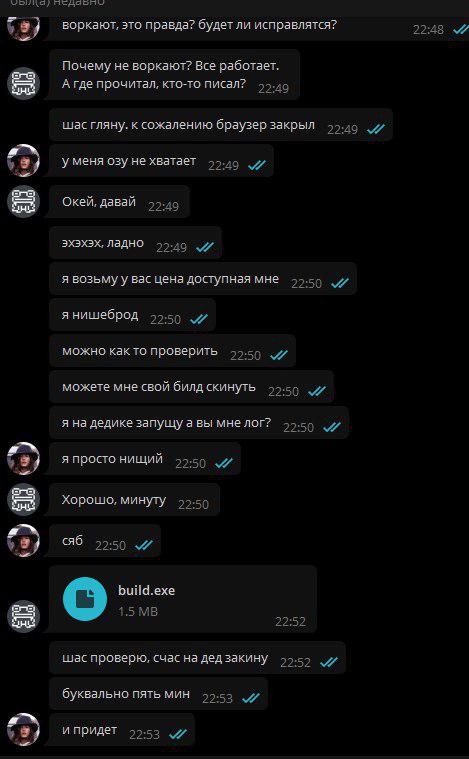 был(а) недавно
воркают, это правда? будет ли исправлятся?
22:48
Почему не воркают? Все работает.
А где прочитал, кто-то писал? 22:49
щас гляну. к сожалению браузер закрыл 22:49
у меня озу не хватает 22:49
Окей, давай 22:49
эхэхэх, ладно 22:49
я возьму у вас цена доступная мне 22:50
я нишеброд 22:50
можно как то проверить 22:50
можете мне свой билд скинуть 22:50
я на дедике запущу а вы мне лог? 22:50
я просто нищий 22:50
Хорошо, минуту 22:50
сяб 22:50
build.exe
1.5 MB
22:52
щас проверю, счас на дед закину 22:52
буквально пять мин 22:53
и придет 22:53